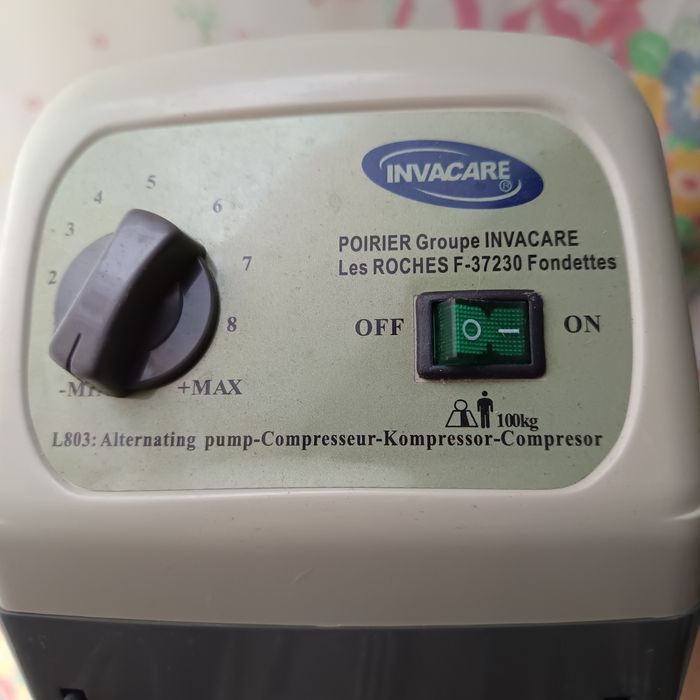 INVACARE ®
POIRIER Groupe INVACARE
Les ROCHES F-37230 Fondettes
5
4
6
3
7
2
8
OFF
O
ON
+MAX
100kg
L803: Alternating pump-Compresseur-Kompressor-Compresor